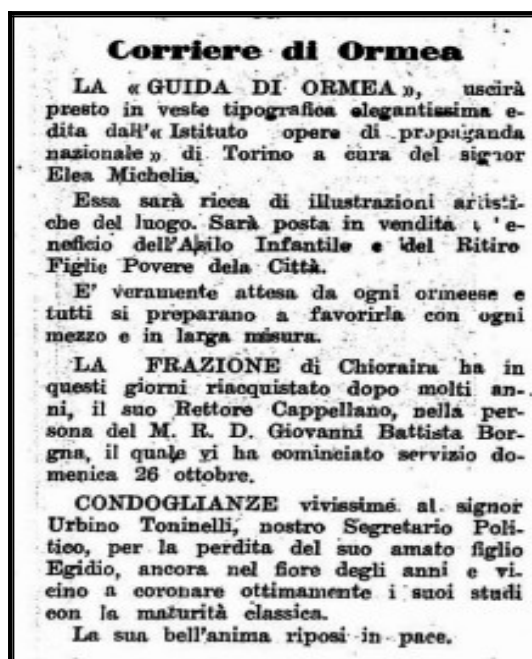 Corriere di Ormea
LA « GUIDA DI ORMEA », uscirà
presto in veste tipografica elegantissima e-
dita dall'« Istituto opere di propaganda
nazionale » di Torino a cura del signor
Elea Michelis.
Essa sarà ricca di illustrazioni artisti-
che del luogo. Sarà posta in vendita 'e-
neficio dell'Asilo Infantile e del Ritiro
Figlie Povere dela Città.
E' veramente attesa da ogni ormeese e
tutti si preparano a favorirla con ogni
mezzo e in larga misura.
LA FRAZIONE di Chioraira ha in
questi giorni riacquistato dopo molti an-
ni, il suo Rettore Cappellano, nella per-
sona del M. R. D. Giovanni Battista Bor-
gna, il quale vi ha cominciato servizio do-
menica 26 ottobre.
CONDOGLIANZE vivissime al signor
Urbino Toninelli, nostro Segretario Poli-
tico, per la perdita del suo amato figlio
Egidio, ancora nel fiore degli anni e vi-
cino a coronare ottimamente i suoi studi
con la maturità classica.
La sua bell'anima riposi in pace.